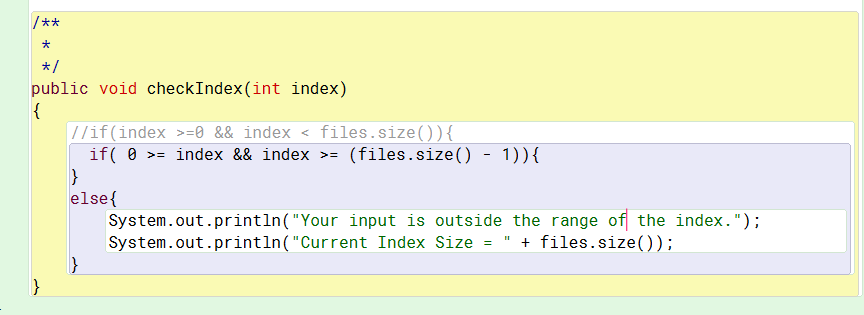 /**
 *
 */
public void checkIndex(int index)
{
    //if(index >=0 && index < files.size()){
      if( 0 >= index && index >= (files.size() - 1)){
    }
    else{
        System.out.println("Your input is outside the range of the index.");
        System.out.println("Current Index Size = " + files.size());
    }
}